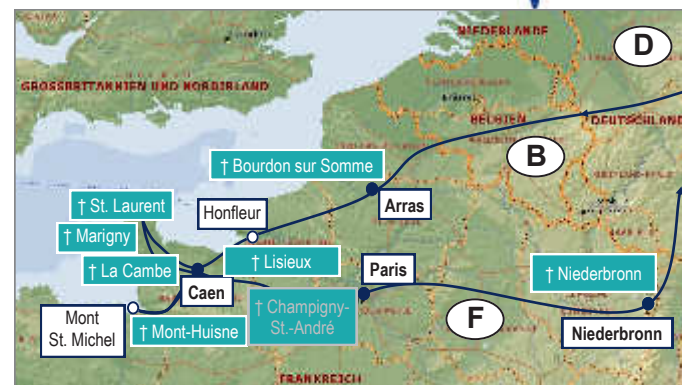 NIEDERLANDE
D
GROSSBRITANNIEN UND NORDIRLAND
BELGIEN
DEUTSCHLAND
B
† Bourdon sur Somme
† St. Laurent
Honfleur
Arras
† Marigny
† La Cambe
† Lisieux
Caen
Paris
† Niederbronn
Mont
St. Michel
† Mont-Huisne
† Champigny-
St.-André
F
Niederbronn
FRANKREICH